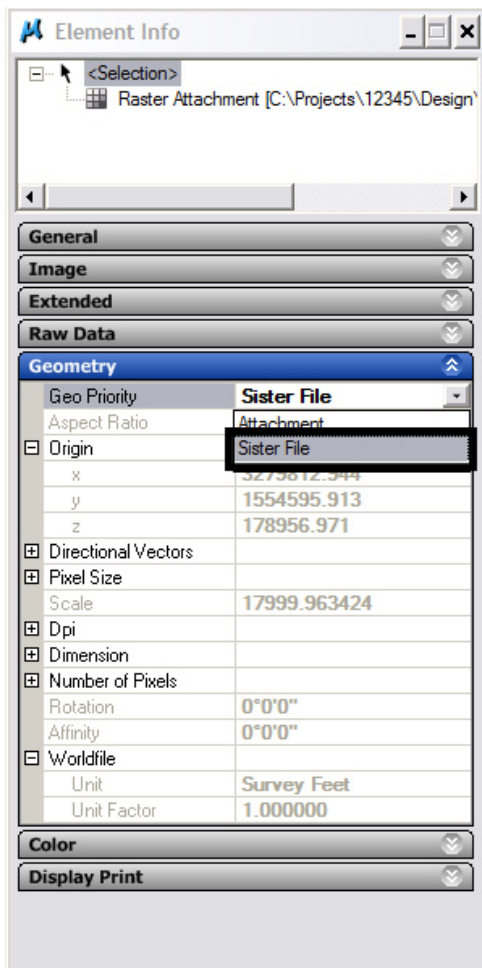 Element Info
<Selection>
Raster Attachment [C:\Projects\12345\Design\
General
Image
Extended
Raw Data
Geometry
Geo Priority Sister File
Aspect Ratio Attachment
Origin Sister File
x 3279812.944
y 1554595.913
z 178956.971
Directional Vectors
Pixel Size
Scale 17999.963424
Dpi
Dimension
Number of Pixels
Rotation 0°0'0"
Affinity 0°0'0"
Worldfile
Unit Survey Feet
Unit Factor 1.000000
Color
Display Print